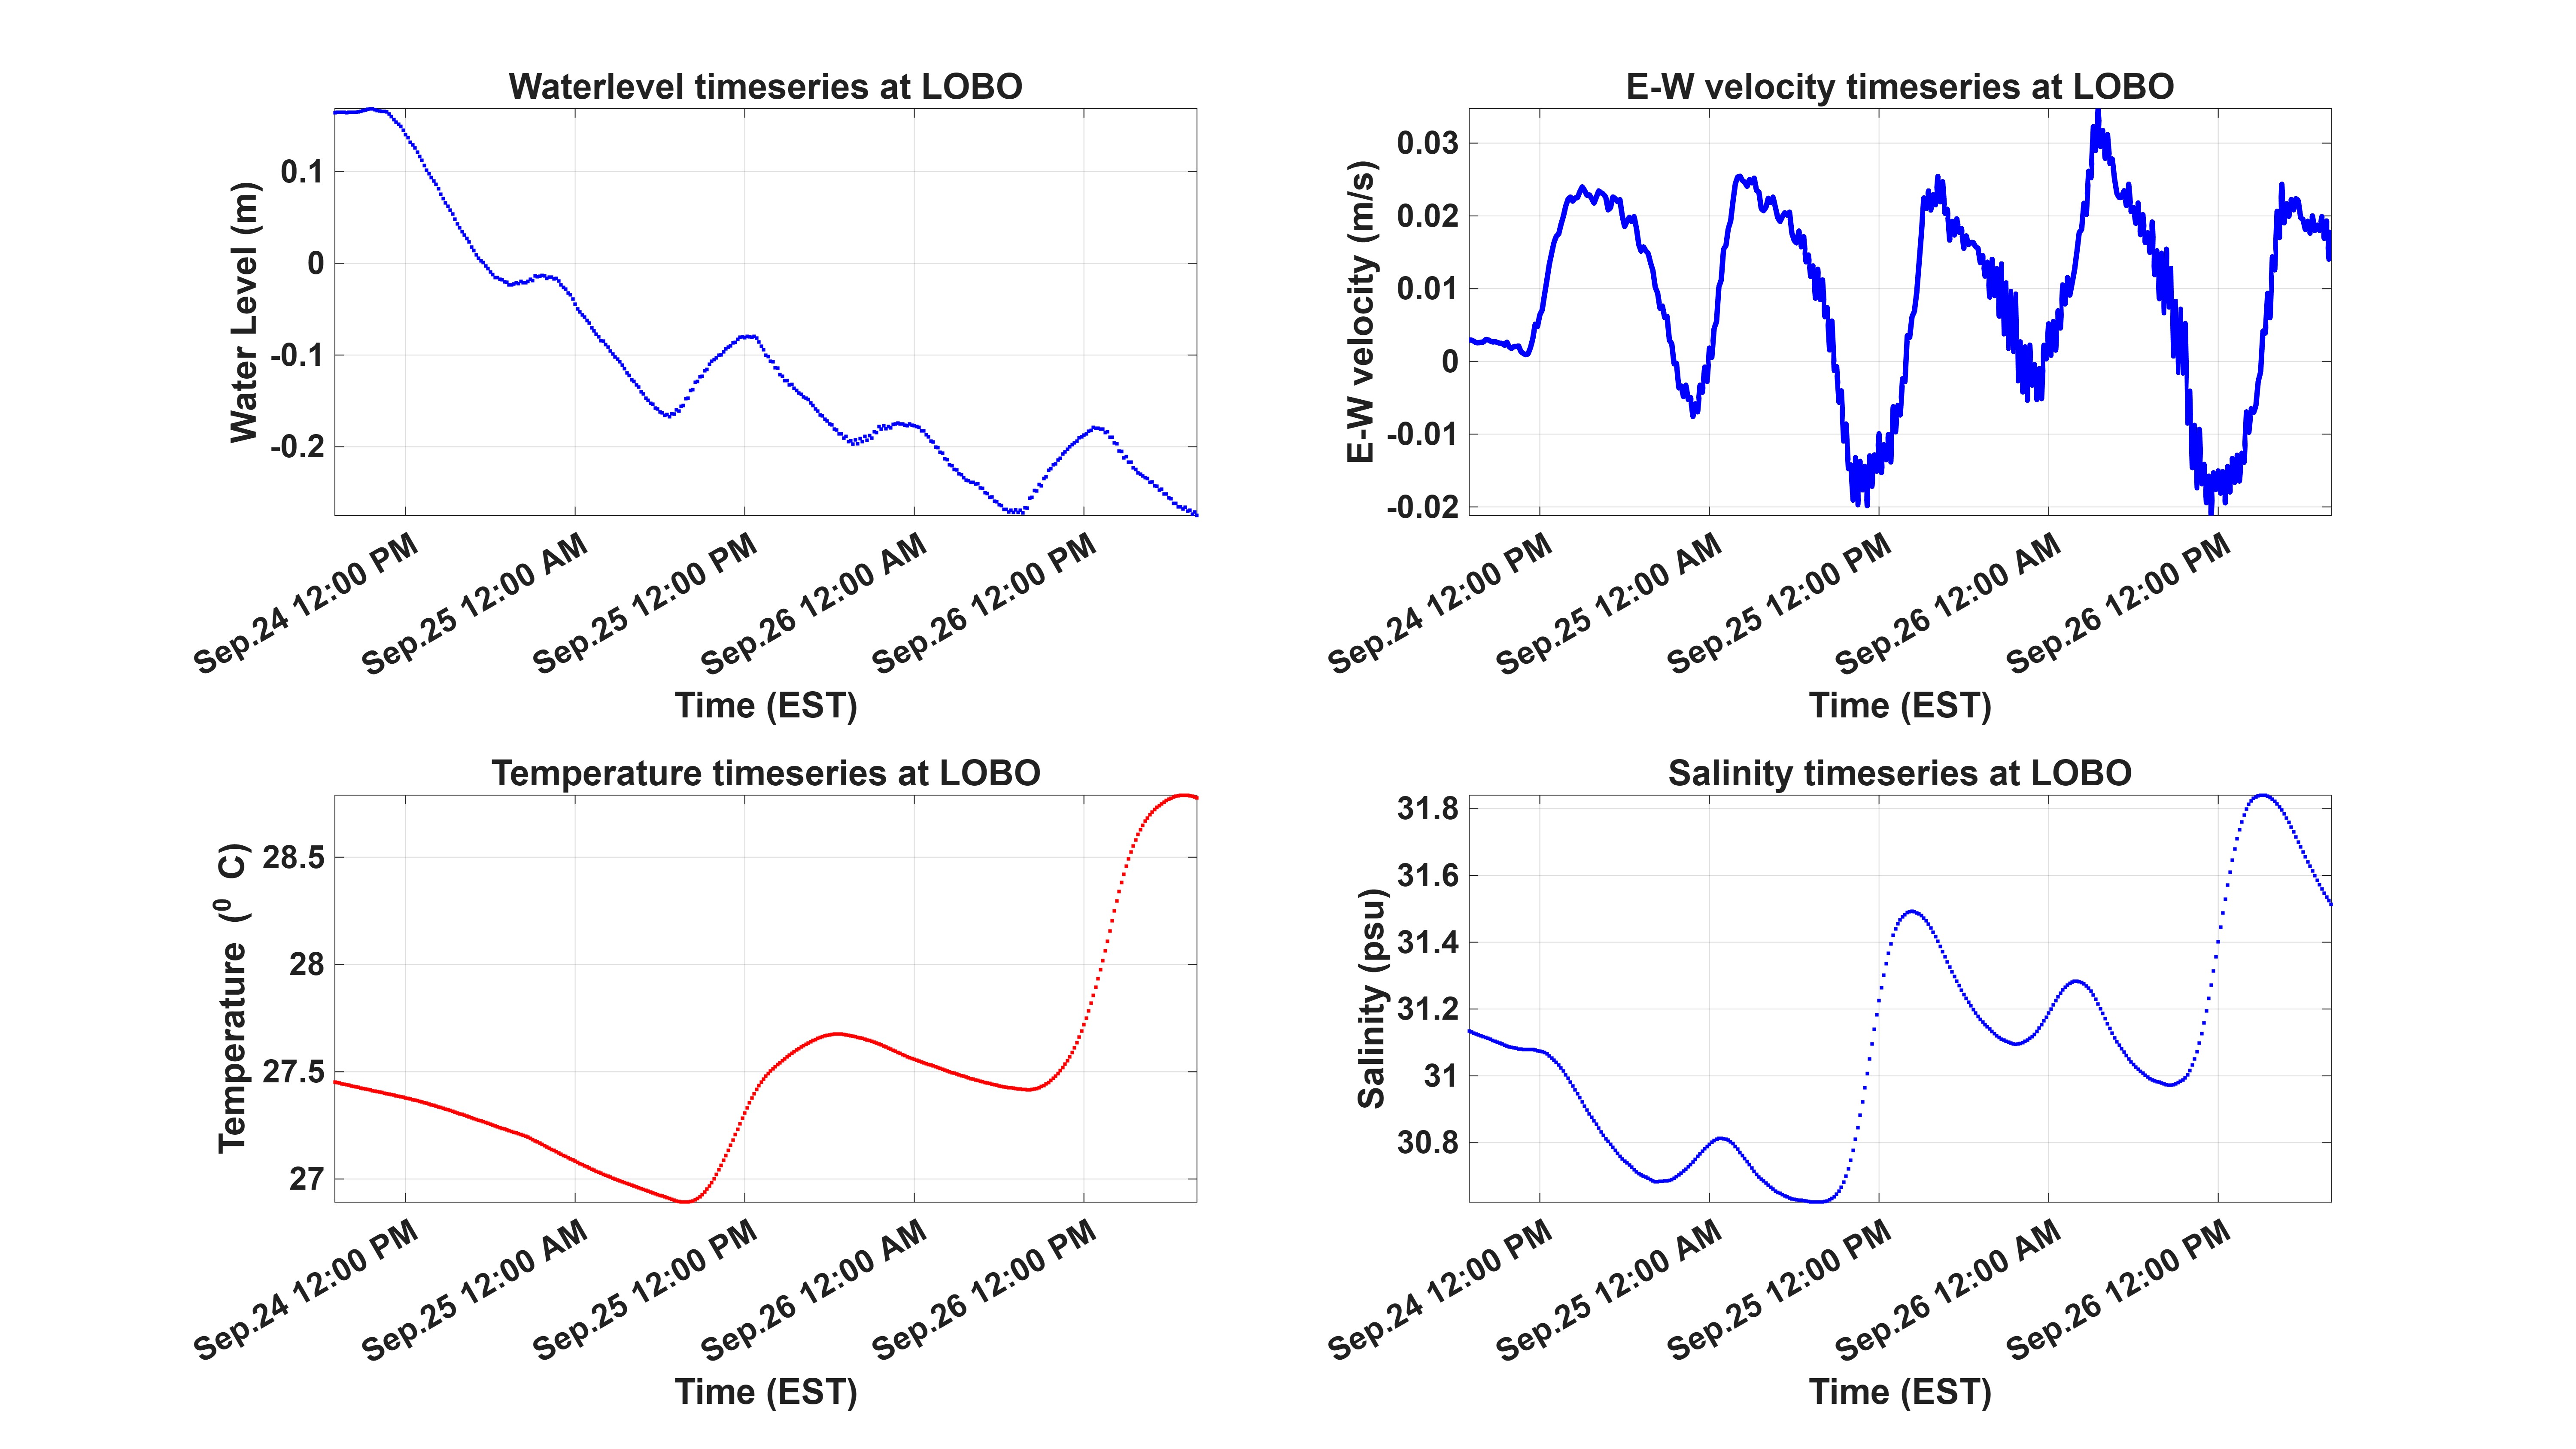 Waterlevel timeseries at LOBO
Water Level (m)
0.1
0
-0.1
-0.2
Sep.24 12:00 PM
Sep.25 12:00 AM
Sep.25 12:00 PM
Sep.26 12:00 AM
Sep.26 12:00 PM
Time (EST)
E-W velocity timeseries at LOBO
E-W velocity (m/s)
0.03
0.02
0.01
0
-0.01
-0.02
Sep.24 12:00 PM
Sep.25 12:00 AM
Sep.25 12:00 PM
Sep.26 12:00 AM
Sep.26 12:00 PM
Time (EST)
Temperature timeseries at LOBO
Temperature (⁰ C)
28.5
28
27.5
27
Sep.24 12:00 PM
Sep.25 12:00 AM
Sep.25 12:00 PM
Sep.26 12:00 AM
Sep.26 12:00 PM
Time (EST)
Salinity timeseries at LOBO
Salinity (psu)
31.8
31.6
31.4
31.2
31
30.8
Sep.24 12:00 PM
Sep.25 12:00 AM
Sep.25 12:00 PM
Sep.26 12:00 AM
Sep.26 12:00 PM
Time (EST)